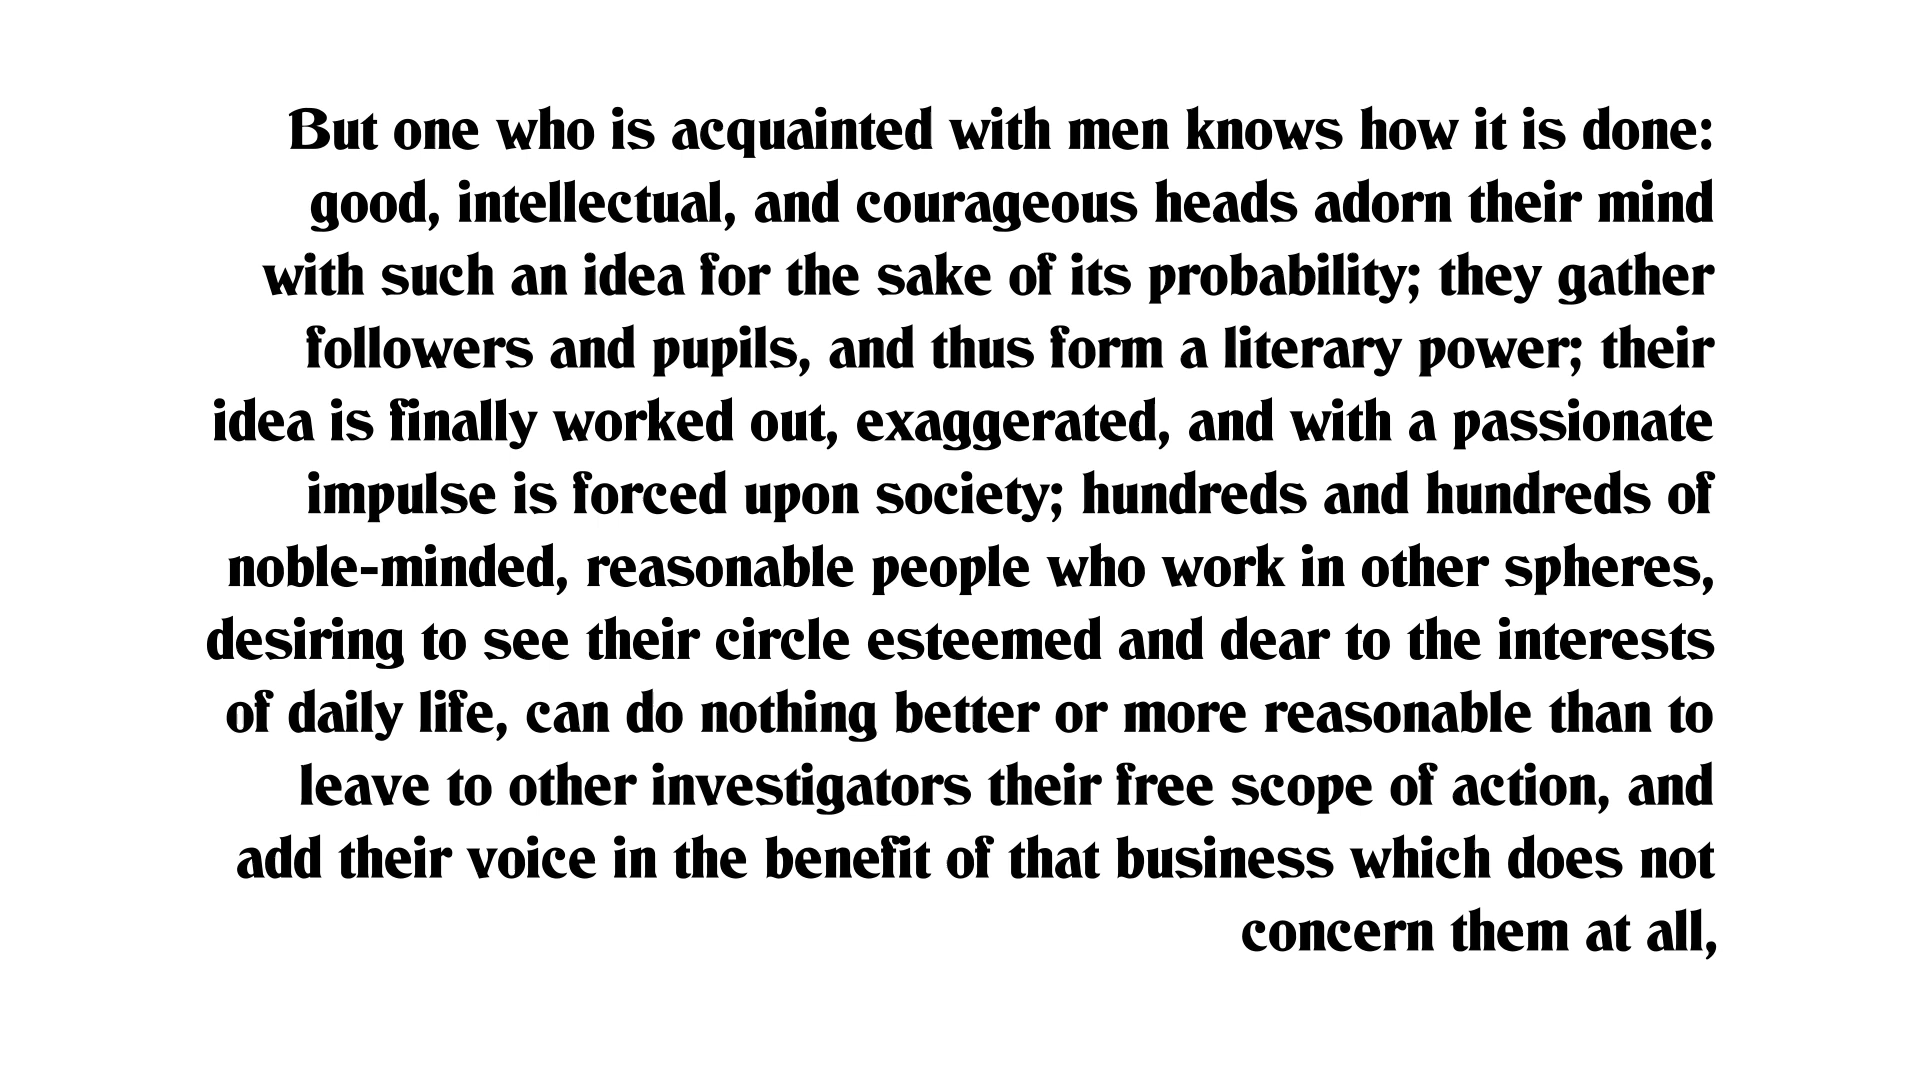 But one who is acquainted with men knows how it is done:
good, intellectual, and courageous heads adorn their mind
with such an idea for the sake of its probability; they gather
followers and pupils, and thus form a literary power; their
idea is finally worked out, exaggerated, and with a passionate
impulse is forced upon society; hundreds and hundreds of
noble-minded, reasonable people who work in other spheres,
desiring to see their circle esteemed and dear to the interests
of daily life, can do nothing better or more reasonable than to
leave to other investigators their free scope of action, and
add their voice in the benefit of that business which does not
concern them at all,